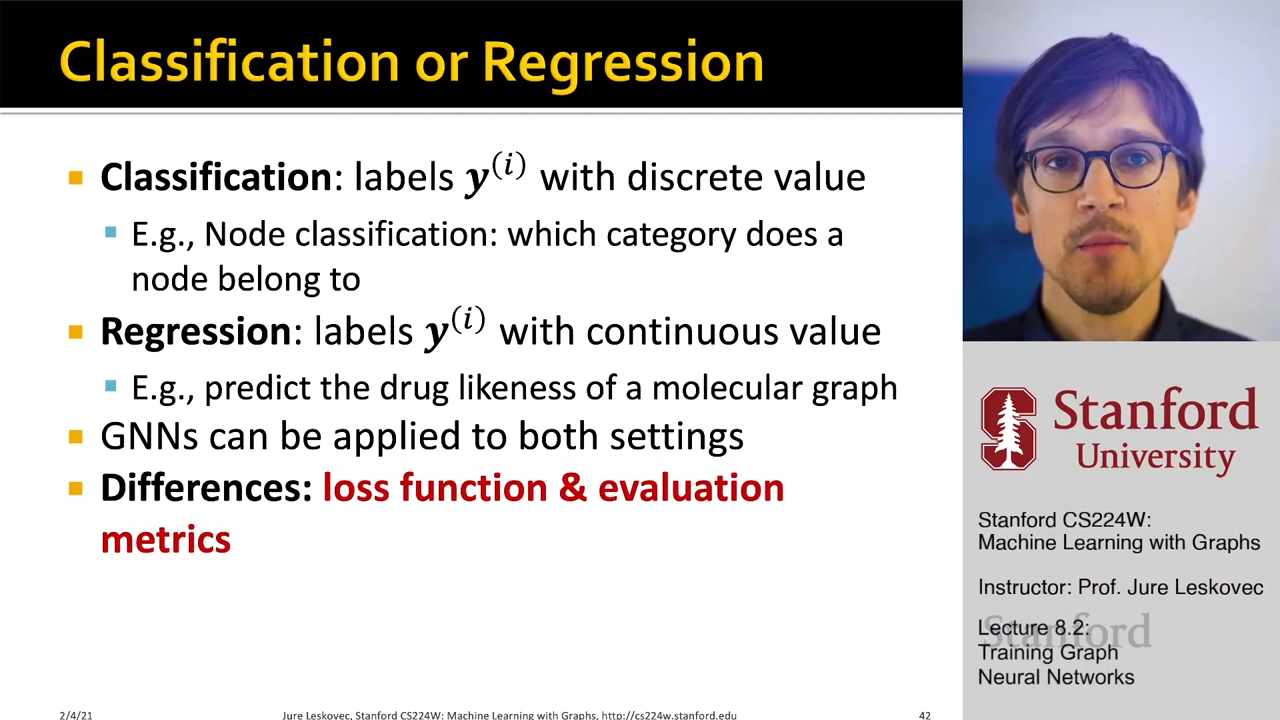 Classification or Regression
Classification: labels y^(i) with discrete value
E.g., Node classification: which category does a
node belong to
Regression: labels y^(i) with continuous value
E.g., predict the drug likeness of a molecular graph
GNNs can be applied to both settings
Differences: loss function & evaluation
metrics
2/4/21
Jure Leskovec, Stanford CS224W: Machine Learning with Graphs, http://cs224w.stanford.edu
42
Stanford
University
Stanford CS224W:
Machine Learning with Graphs
Instructor: Prof. Jure Leskovec
Stanford
Lecture 8.2:
Training Graph
Neural Networks